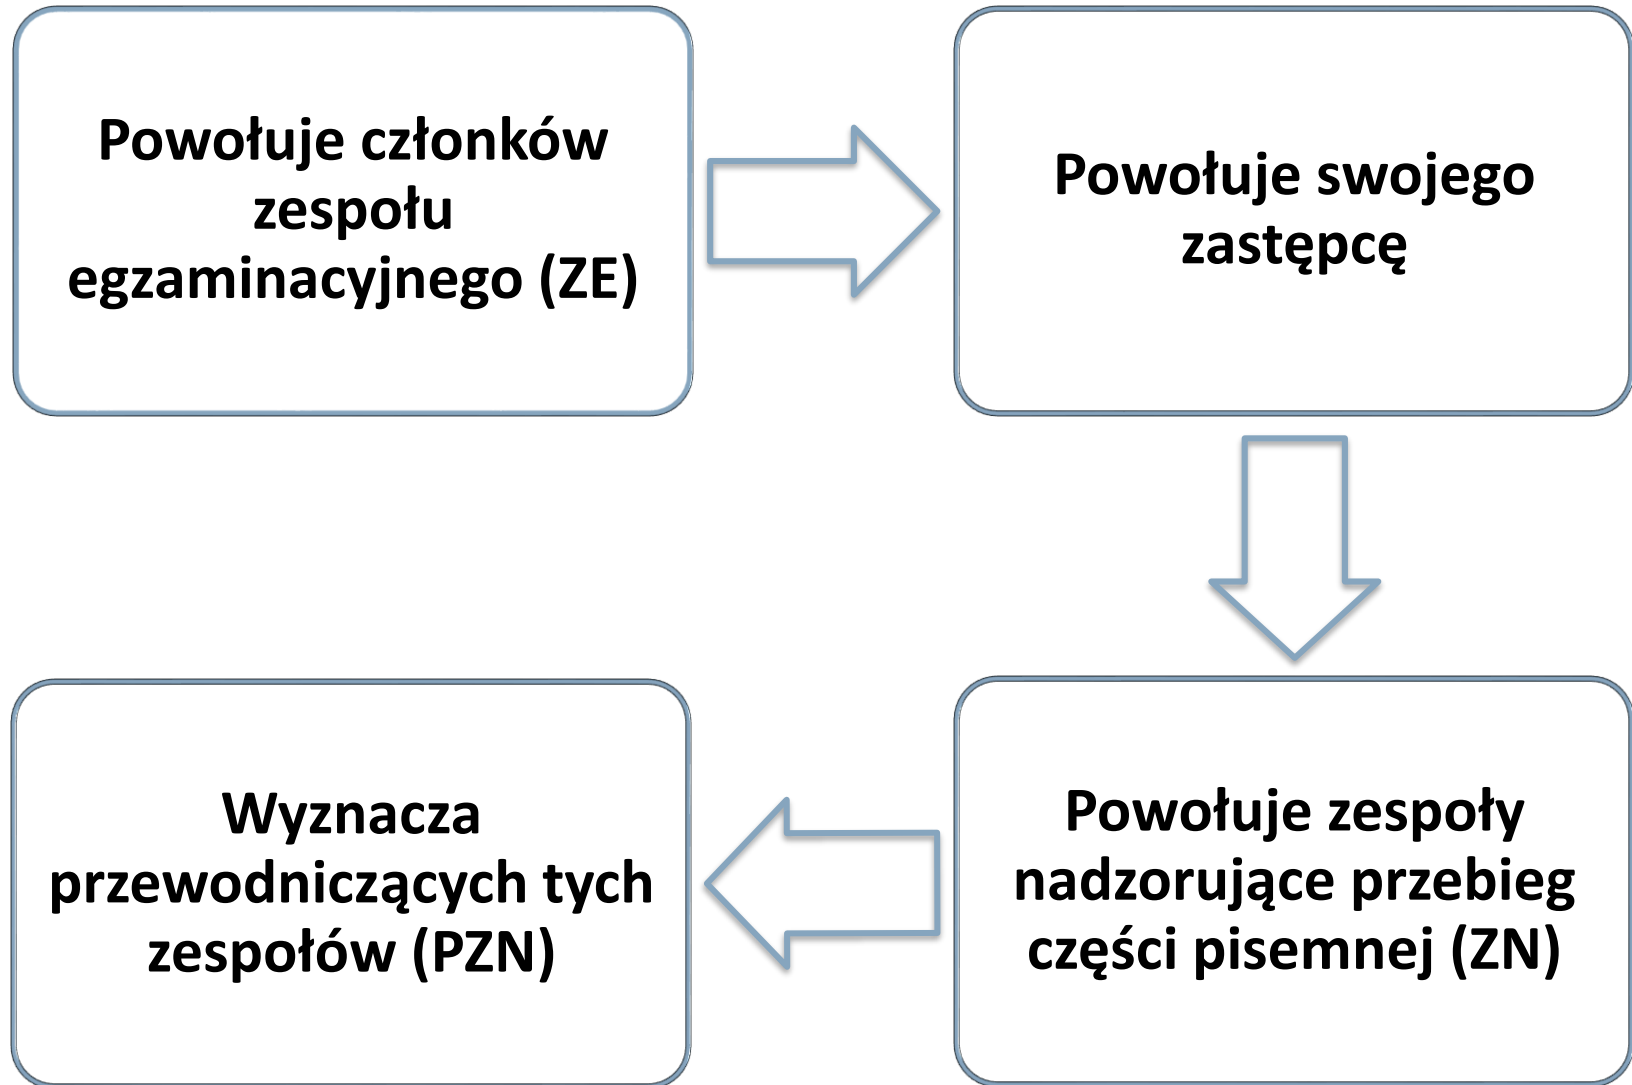 Powołuje członków
zespołu
egzaminacyjnego (ZE)
Powołuje swojego
zastępcę
Powołuje zespoły
nadzorujące przebieg
części pisemnej (ZN)
Wyznacza
przewodniczących tych
zespołów (PZN)